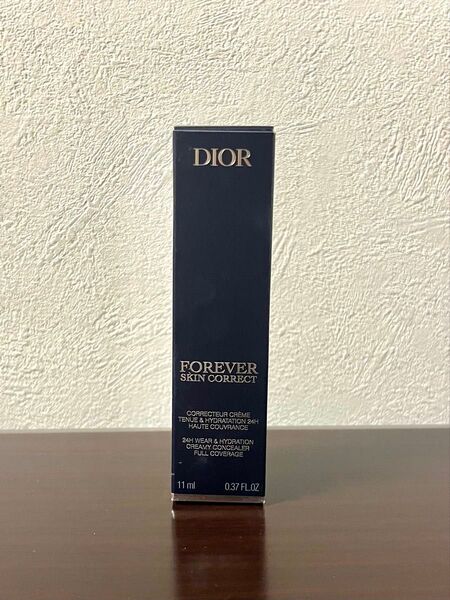 DIOR
FOREVER
SKIN CORRECT
CORRECTEUR CRÈME
TENUE & HYDRATATION 24H
HAUTE COUVRANCE
24H WEAR & HYDRATION
CREAMY CONCEALER
FULL COVERAGE
11 ml 0.37 FL.OZ